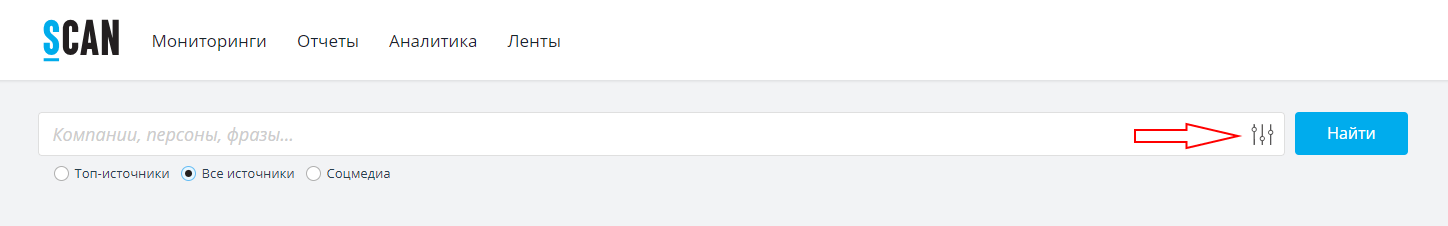 SCAN Мониторинги Отчеты Аналитика Ленты
Компании, персоны, фразы... Найти
Топ-источники Все источники Соцмедиа